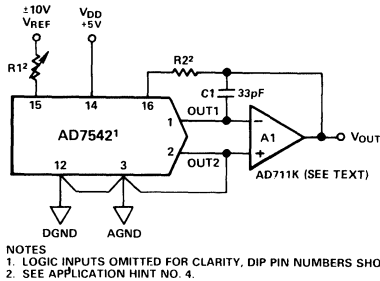 ±10V
VREF
VDD
+5V
R1²
R2²
C1
33pF
15
14
16
OUT1
1
AD7542¹
A1
VOUT
2
OUT2
12
3
AD711K (SEE TEXT)
DGND
AGND
NOTES
1. LOGIC INPUTS OMITTED FOR CLARITY, DIP PIN NUMBERS SHO
2. SEE APPLICATION HINT NO. 4.